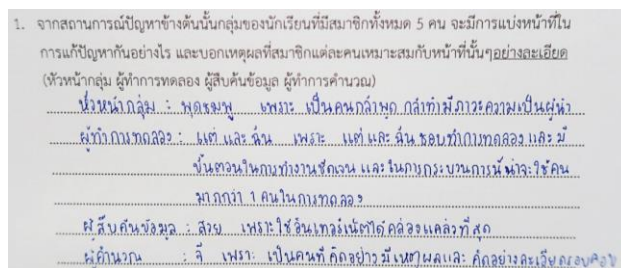 1. จากสถานการณ์ปัญหาข้างต้นนั้นกลุ่มของนักเรียนที่มีสมาชิกทั้งหมด 5 คน จะมีการแบ่งหน้าที่ใน
การแก้ปัญหากันอย่างไร และบอกเหตุผลที่สมาชิกแต่ละคนเหมาะสมกับหน้าที่นั้นๆอย่างละเอียด
(หัวหน้ากลุ่ม ผู้ทำการทดลอง ผู้สืบค้นข้อมูล ผู้ทำการคำนวณ)
หัวหน้ากลุ่ม : พุดชมพู เพราะ เป็นคนกล้าพูด กล้าทำมีภาวะความเป็นผู้นำ
ผู้ทำการทดลอง : แต่ และ ฉัน เพราะ แต่ และ ฉัน ชอบทำการทดลอง และ มี
ขั้นตอนในการทำงานชัดเจน และในการกระบวนการนี้น่าจะใช้คน
มากกว่า 1 คนในการทดลอง
ผู้สืบค้นข้อมูล : สวย เพราะใช้อินเทอร์เน็ตได้คล่องแคล่วที่สุด
ผู้คำนวณ : จี เพราะ เป็นคนที่คิดอย่างมีเหตุผลและ คิดอย่างละเอียดรอบคอบ